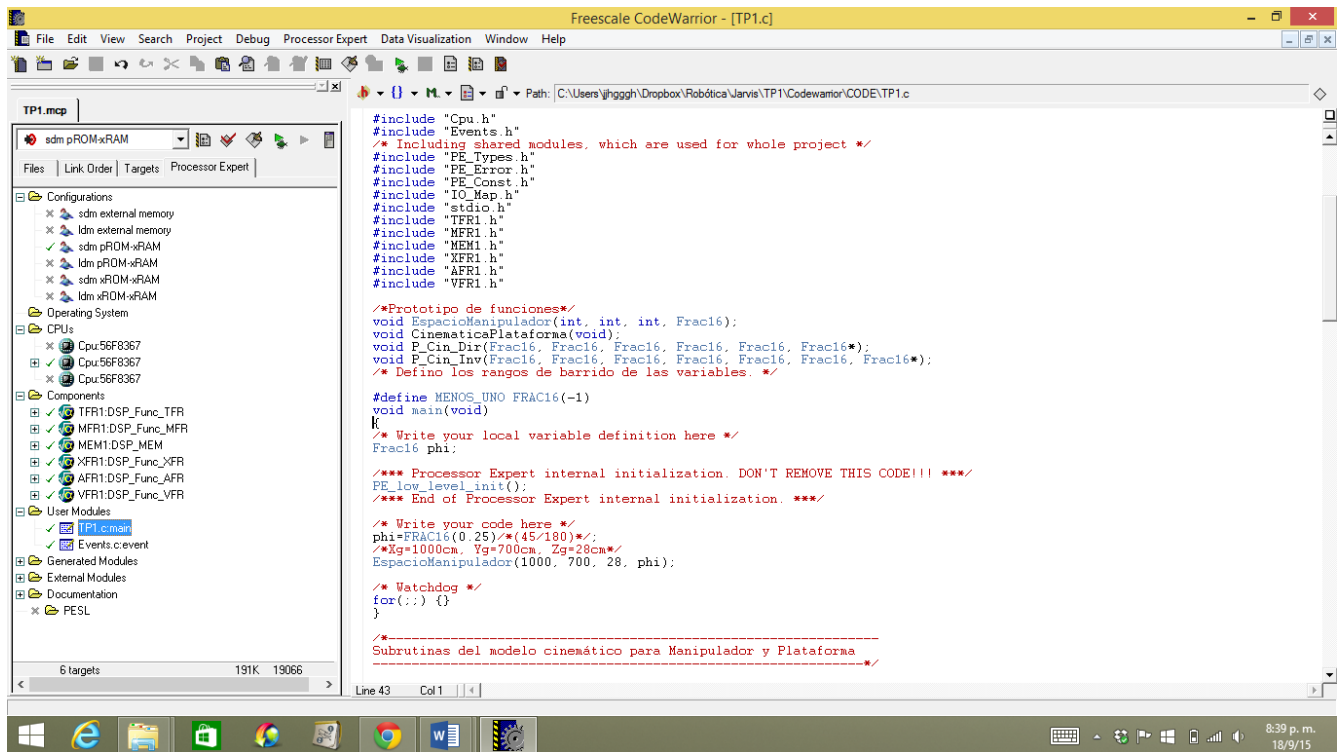 Freescale CodeWarrior - [TP1.c]
File Edit View Search Project Debug Processor Expert Data Visualization Window Help
Path: C:\Users\jjhgggh\Dropbox\Robótica\Jarvis\TP1\Codewarrior\CODE\TP1.c
TP1.mcp
sdm pROM-xRAM
Files Link Order Targets Processor Expert
Configurations
sdm external memory
ldm external memory
sdm pROM-xRAM
ldm pROM-xRAM
sdm xROM-xRAM
ldm xROM-xRAM
Operating System
CPUs
Cpu:56F8367
Cpu:56F8367
Cpu:56F8367
Components
TFR1:DSP_Func_TFR
MFR1:DSP_Func_MFR
MEM1:DSP_MEM
XFR1:DSP_Func_XFR
AFR1:DSP_Func_AFR
VFR1:DSP_Func_VFR
User Modules
TP1.c:main
Events.c:event
Generated Modules
External Modules
Documentation
PESL
6 targets 191K 19066
#include "Cpu.h"
#include "Events.h"
/* Including shared modules, which are used for whole project */
#include "PE_Types.h"
#include "PE_Error.h"
#include "PE_Const.h"
#include "IO_Map.h"
#include "stdio.h"
#include "TFR1.h"
#include "MFR1.h"
#include "MEM1.h"
#include "XFR1.h"
#include "AFR1.h"
#include "VFR1.h"
/*Prototipo de funciones*/
void EspacioManipulador(int, int, int, Frac16);
void CinematicaPlataforma(void);
void P_Cin_Dir(Frac16, Frac16, Frac16, Frac16, Frac16, Frac16*);
void P_Cin_Inv(Frac16, Frac16, Frac16, Frac16, Frac16, Frac16, Frac16*);
/* Defino los rangos de barrido de las variables. */
#define MENOS_UNO FRAC16(-1)
void main(void)
{
/* Write your local variable definition here */
Frac16 phi;
/*** Processor Expert internal initialization. DON'T REMOVE THIS CODE!!! ***/
PE_low_level_init();
/*** End of Processor Expert internal initialization. ***/
/* Write your code here */
phi=FRAC16(0.25)/*(45/180)*/;
/*Xg=1000cm, Yg=700cm, Zg=28cm*/
EspacioManipulador(1000, 700, 28, phi);
/* Watchdog */
for(;;) {}
}
/*---------------------------------------------------------------
Subrutinas del modelo cinemático para Manipulador y Plataforma
---------------------------------------------------------------*/
Line 43 Col 1
8:39 p. m.
18/9/15